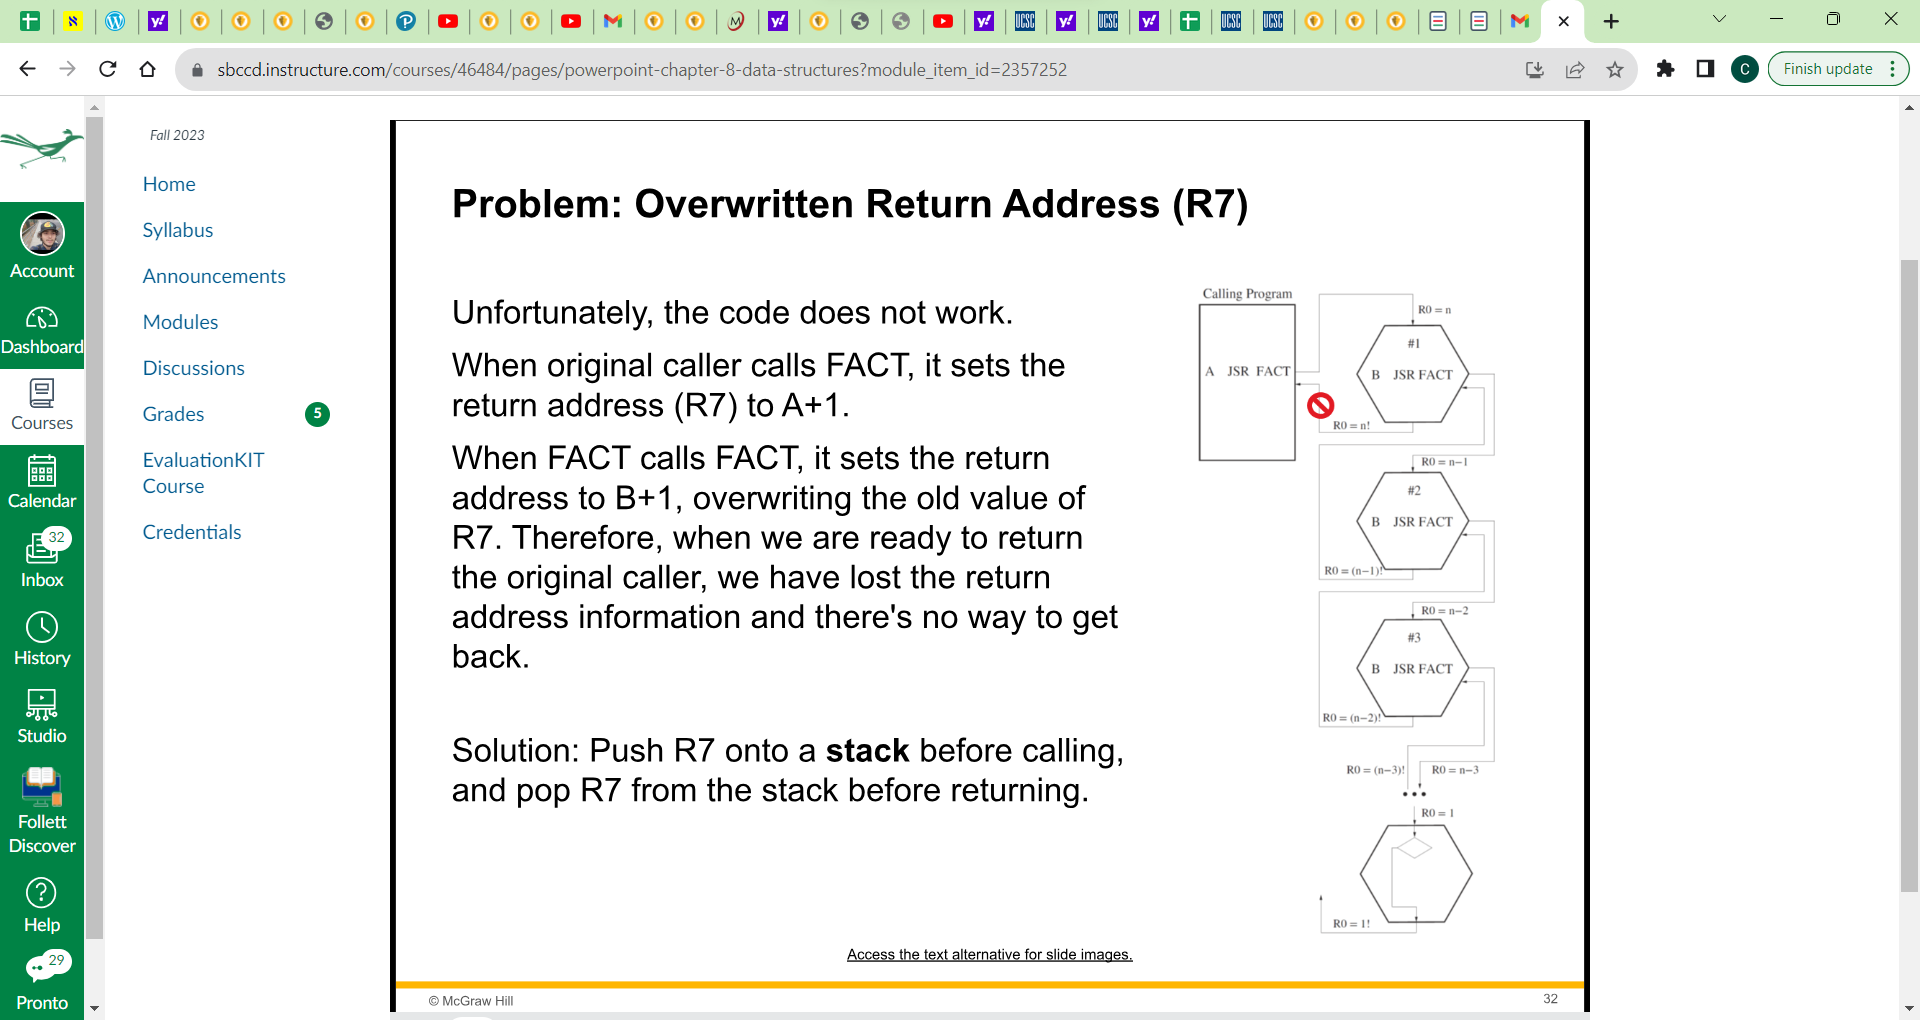 sbccd.instructure.com/courses/46484/pages/powerpoint-chapter-8-data-structures?module_item_id=2357252
C
Finish update
Account
Dashboard
Courses
Calendar
32
Inbox
History
Studio
Follett
Discover
Help
29
Pronto
Fall 2023
Home
Syllabus
Announcements
Modules
Discussions
Grades 5
EvaluationKIT
Course
Credentials
Problem: Overwritten Return Address (R7)
Unfortunately, the code does not work.
When original caller calls FACT, it sets the
return address (R7) to A+1.
When FACT calls FACT, it sets the return
address to B+1, overwriting the old value of
R7. Therefore, when we are ready to return
the original caller, we have lost the return
address information and there's no way to get
back.
Solution: Push R7 onto a stack before calling,
and pop R7 from the stack before returning.
Calling Program
A JSR FACT
R0 = n
#1
B JSR FACT
R0 = n!
R0 = n−1
#2
B JSR FACT
R0 = (n−1)!
R0 = n−2
#3
B JSR FACT
R0 = (n−2)!
R0 = (n−3)! R0 = n−3
R0 = 1
R0 = 1!
Access the text alternative for slide images.
© McGraw Hill
32